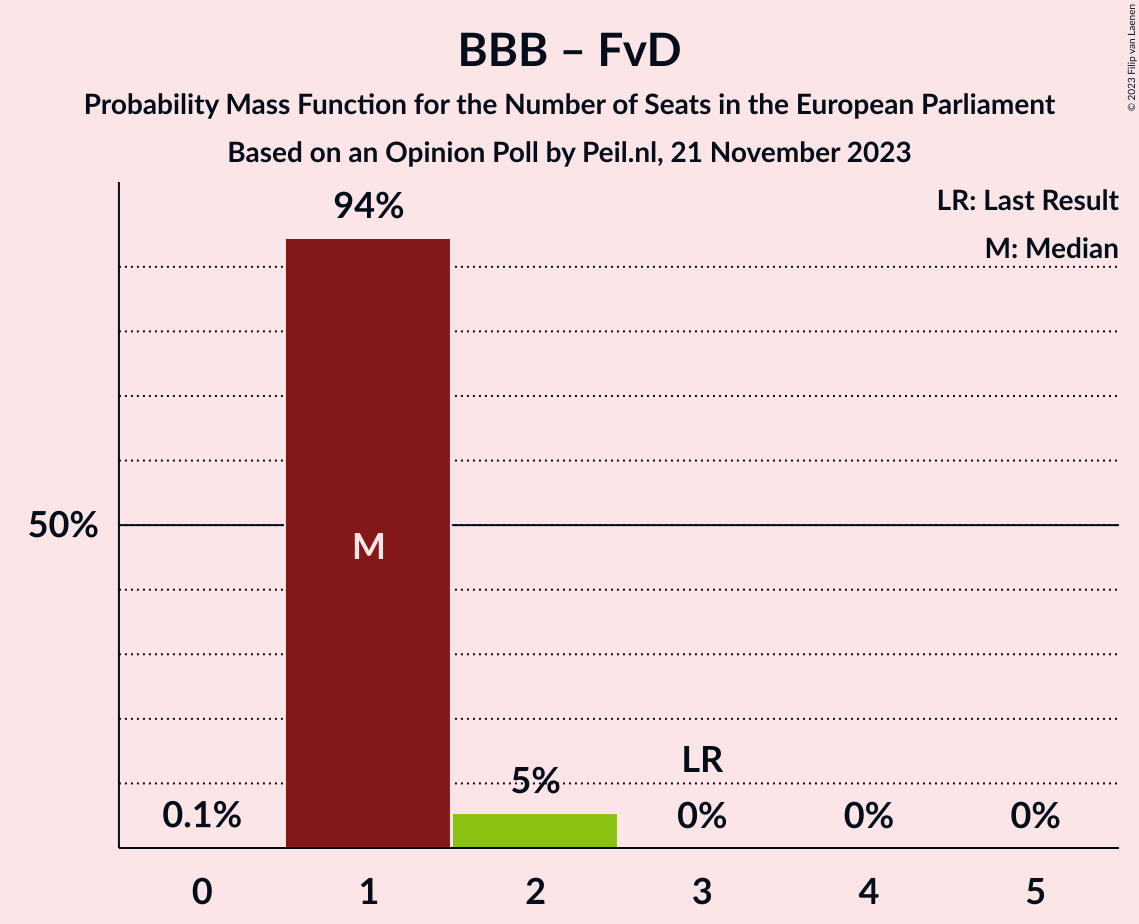 BBB – FvD
Probability Mass Function for the Number of Seats in the European Parliament
Based on an Opinion Poll by Peil.nl, 21 November 2023
© 2023 Filip van Laenen
LR: Last Result
M: Median
94%
50%
M
LR
5%
0.1%
0%
0%
0%
0 1 2 3 4 5